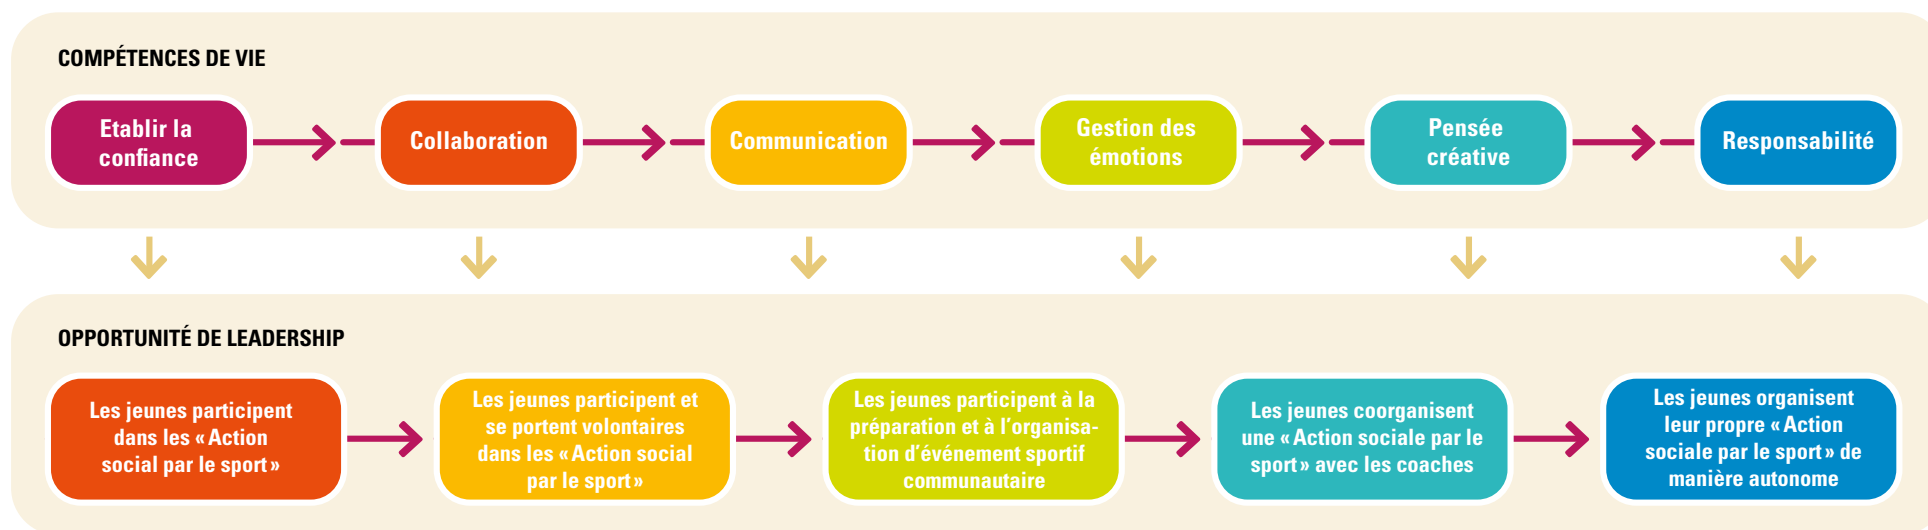 COMPÉTENCES DE VIE
Etablir la
confiance
Collaboration
Communication
Gestion des
émotions
Pensée
créative
Responsabilité
OPPORTUNITÉ DE LEADERSHIP
Les jeunes participent
dans les « Action
social par le sport »
Les jeunes participent et
se portent volontaires
dans les « Action social
par le sport »
Les jeunes participent à la
préparation et à l'organisa-
tion d'événement sportif
communautaire
Les jeunes coorganisent
une « Action sociale par le
sport » avec les coaches
Les jeunes organisent
leur propre « Action
sociale par le sport » de
manière autonome